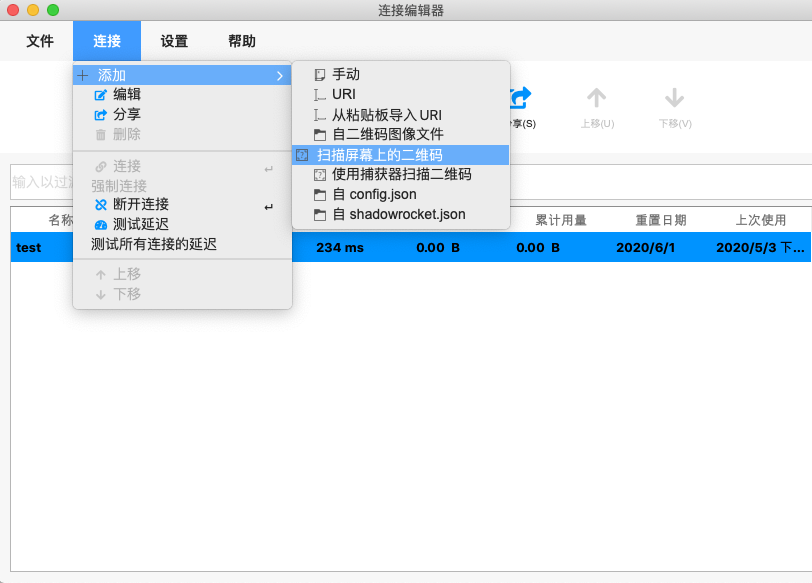 连接编辑器
文件 连接 设置 帮助
添加
编辑
分享
删除
连接
强制连接
断开连接
测试延迟
测试所有连接的延迟
上移
下移
手动
URI
从粘贴板导入 URI
自二维码图像文件
扫描屏幕上的二维码
使用捕获器扫描二维码
自 config.json
自 shadowrocket.json
享(S) 上移(U) 下移(V)
输入以过
名称 累计用量 重置日期 上次使用
test 234 ms 0.00 B 0.00 B 2020/6/1 2020/5/3 下...